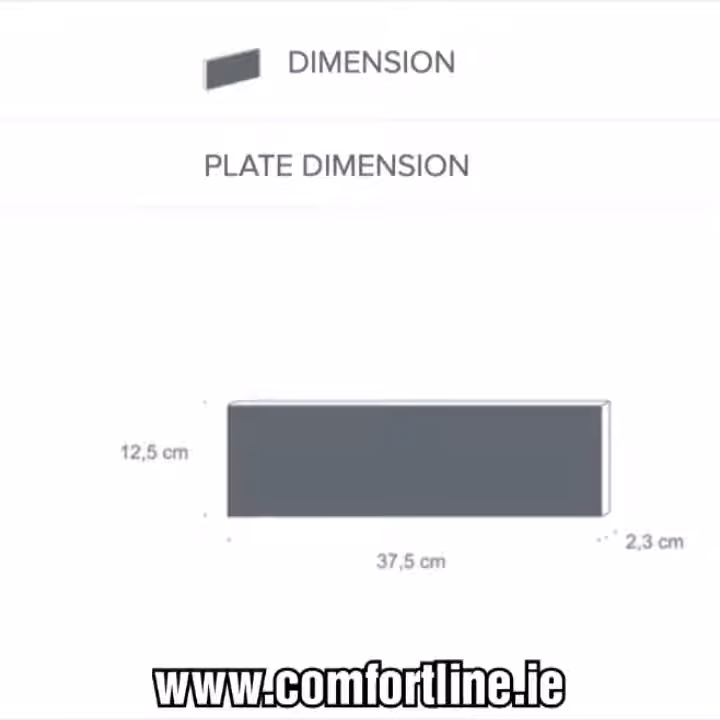 DIMENSION
PLATE DIMENSION
12,5 cm
2,3 cm
37,5 cm
www.comfortline.ie